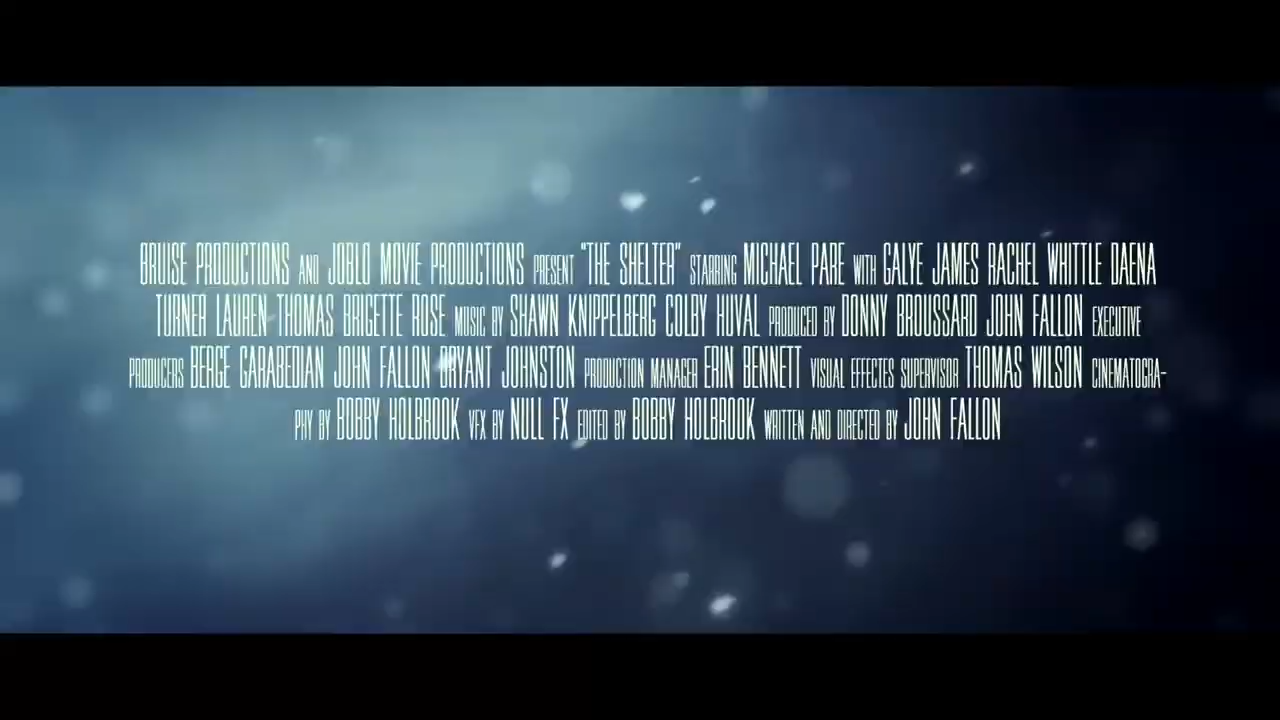 BRUISE PRODUCTIONS AND JOBLO MOVIE PRODUCTIONS PRESENT "THE SHELTER" STARRING MICHAEL PARE WITH GALYE JAMES RACHEL WHITTLE DAENA
TURNER LAUREN THOMAS BRIGETTE ROSE MUSIC BY SHAWN KNIPPELBERG COLBY HUVAL PRODUCED BY DONNY BROUSSARD JOHN FALLON EXECUTIVE
PRODUCERS BERGE GARABEDIAN JOHN FALLON BRYANT JOHNSTON PRODUCTION MANAGER ERIN BENNETT VISUAL EFFECTES SUPERVISOR THOMAS WILSON CINEMATOGRA-
PHY BY BOBBY HOLBROOK VFX BY NULL FX EDITED BY BOBBY HOLBROOK WRITTEN AND DIRECTED BY JOHN FALLON